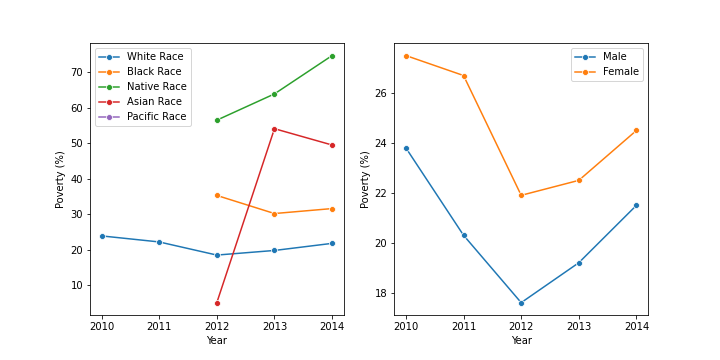 White Race
Black Race
Native Race
Asian Race
Pacific Race
70
60
50
40
30
20
10
Poverty (%)
2010 2011 2012 2013 2014
Year
Male
Female
26
24
22
20
18
Poverty (%)
2010 2011 2012 2013 2014
Year